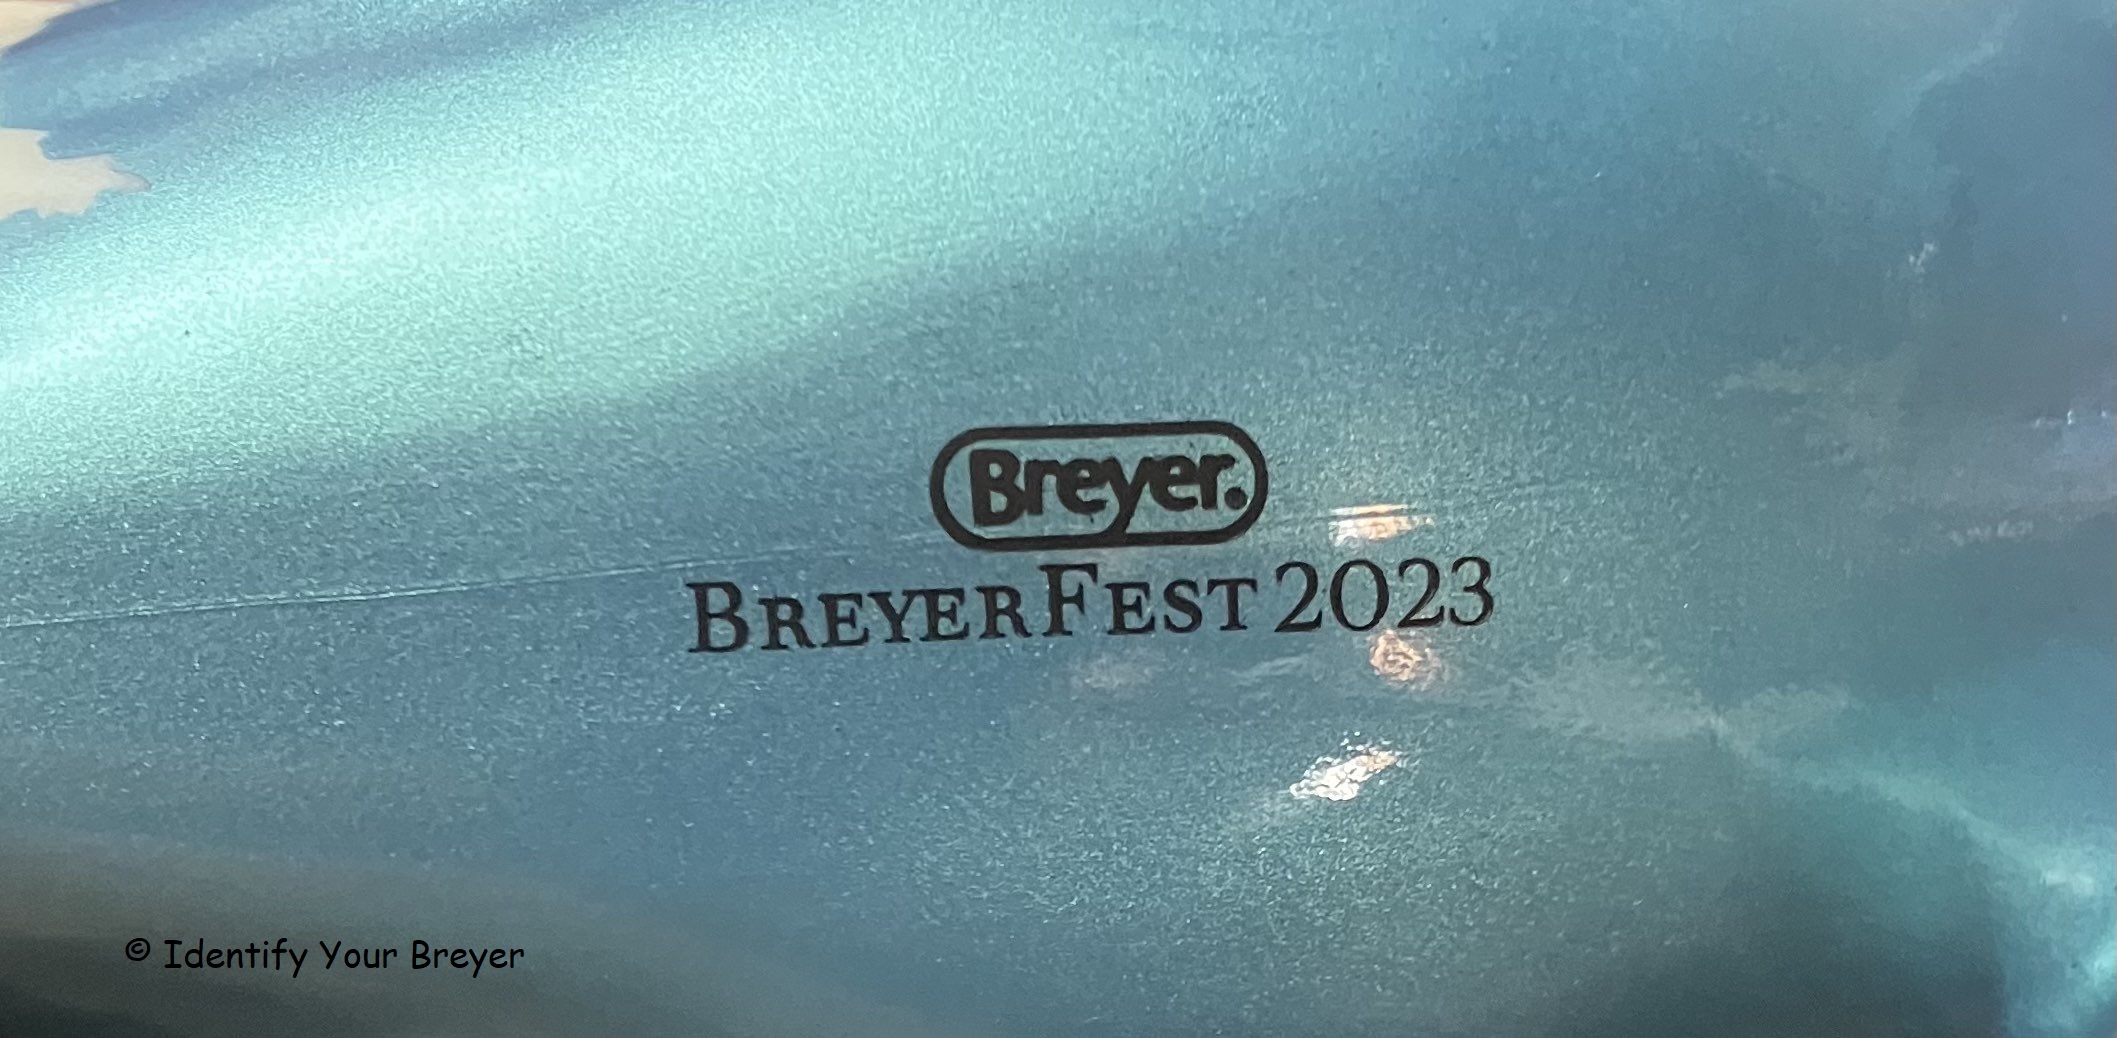 Breyer.
BREYERFEST 2023
© Identify Your Breyer